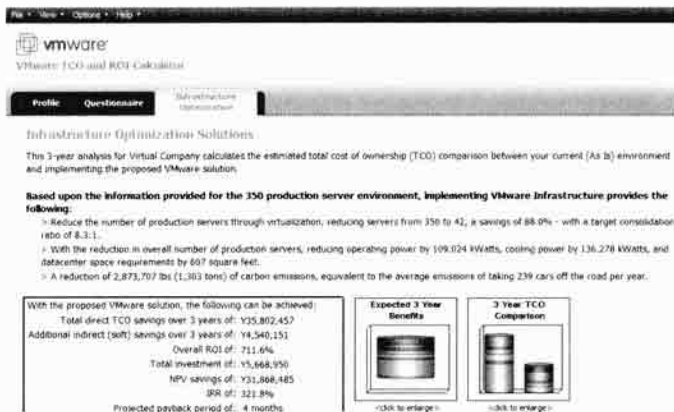 File • View • Options • Help •
vmware
VMware TCO and ROI Calculator
Profile Questionnaire Infrastructure
Optimization
Infrastructure Optimization Solutions
This 3-year analysis for Virtual Company calculates the estimated total cost of ownership (TCO) comparison between your current (As Is) environment
and implementing the proposed VMware solution.
Based upon the information provided for the 350 production server environment, implementing VMware Infrastructure provides the
following:
> Reduce the number of production servers through virtualization, reducing servers from 350 to 42, a savings of 88.0% - with a target consolidation
ratio of 8.3:1.
> With the reduction in overall number of production servers, reducing operating power by 109.024 kWatts, cooling power by 136.278 kWatts, and
datacenter space requirements by 607 square feet.
> A reduction of 2,873,707 lbs (1,303 tons) of carbon emissions, equivalent to the average emissions of taking 239 cars off the road per year.
With the proposed VMware solution, the following can be achieved:
Total direct TCO savings over 3 years of: Y35,802,457
Additional indirect (soft) savings over 3 years of: Y4,540,151
Overall ROI of: 711.6%
Total investment of: Y5,668,950
NPV savings of: Y31,868,485
IRR of: 321.8%
Projected payback period of: 4 months
Expected 3 Year
Benefits
<click to enlarge>
3 Year TCO
Comparison
<click to enlarge>